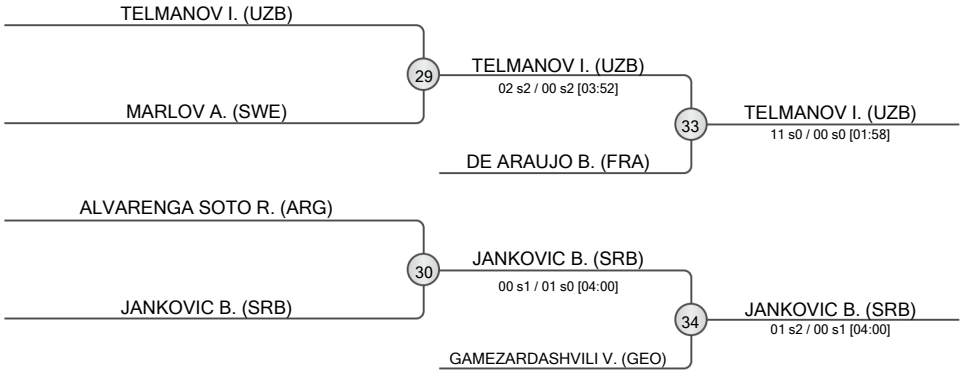 TELMANOV I. (UZB)
29
TELMANOV I. (UZB)
02 s2 / 00 s2 [03:52]
MARLOV A. (SWE)
33
TELMANOV I. (UZB)
11 s0 / 00 s0 [01:58]
DE ARAUJO B. (FRA)
ALVARENGA SOTO R. (ARG)
30
JANKOVIC B. (SRB)
00 s1 / 01 s0 [04:00]
JANKOVIC B. (SRB)
34
JANKOVIC B. (SRB)
01 s2 / 00 s1 [04:00]
GAMEZARDASHVILI V. (GEO)